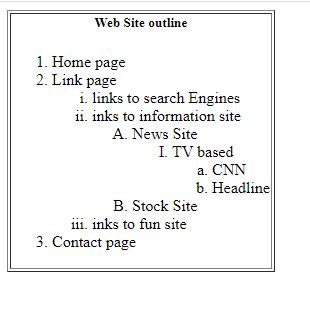 Web Site outline
1. Home page
2. Link page
i. links to search Engines
ii. inks to information site
A. News Site
I. TV based
a. CNN
b. Headline
B. Stock Site
iii. inks to fun site
3. Contact page